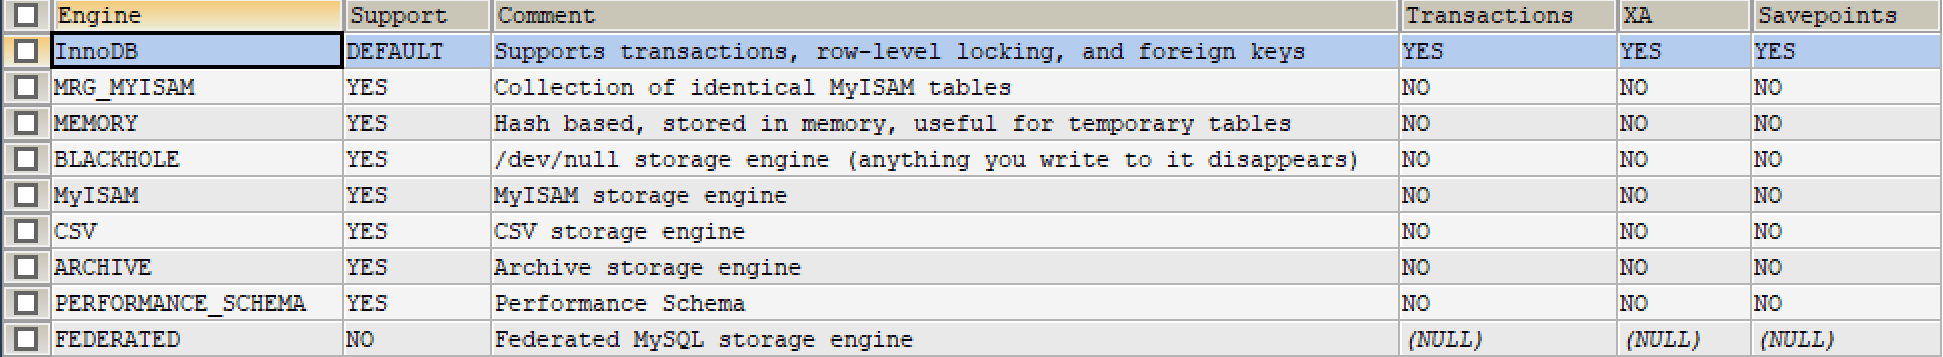 Engine Support Comment Transactions XA Savepoints
InnoDB DEFAULT Supports transactions, row-level locking, and foreign keys YES YES YES
MRG_MYISAM YES Collection of identical MyISAM tables NO NO NO
MEMORY YES Hash based, stored in memory, useful for temporary tables NO NO NO
BLACKHOLE YES /dev/null storage engine (anything you write to it disappears) NO NO NO
MyISAM YES MyISAM storage engine NO NO NO
CSV YES CSV storage engine NO NO NO
ARCHIVE YES Archive storage engine NO NO NO
PERFORMANCE_SCHEMA YES Performance Schema NO NO NO
FEDERATED NO Federated MySQL storage engine (NULL) (NULL) (NULL)